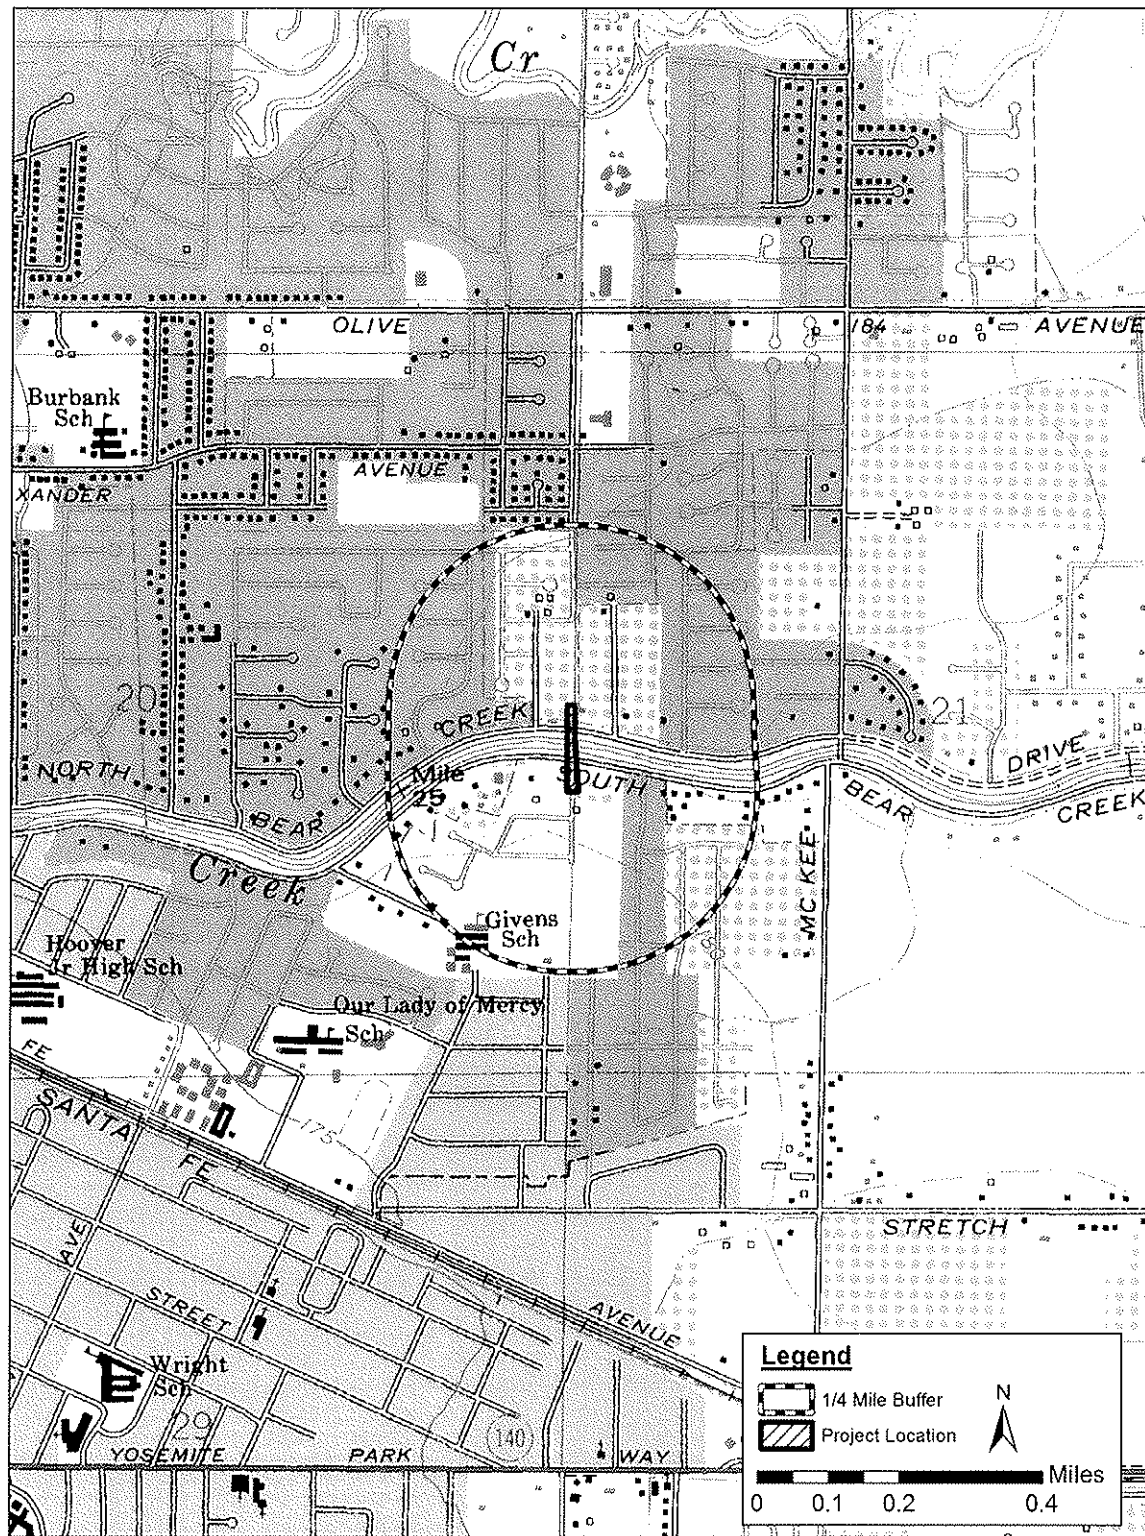 Cr
OLIVE
184
AVENUE
Burbank
Sch
AVENUE
XANDER
20
21
CREEK
NORTH
Mile
25
SOUTH
DRIVE
BEAR
BEAR
CREEK
Creek
MC KEE
Givens
Sch
Hoover
Jr High Sch
Our Lady of Mercy
Sch
FE
SANTA
FE
175
STRETCH
AVE
STREET
AVENUE
Wright
Sch
29
140
YOSEMITE
PARK
WAY
Legend
1/4 Mile Buffer
N
Project Location
Miles
0
0.1
0.2
0.4